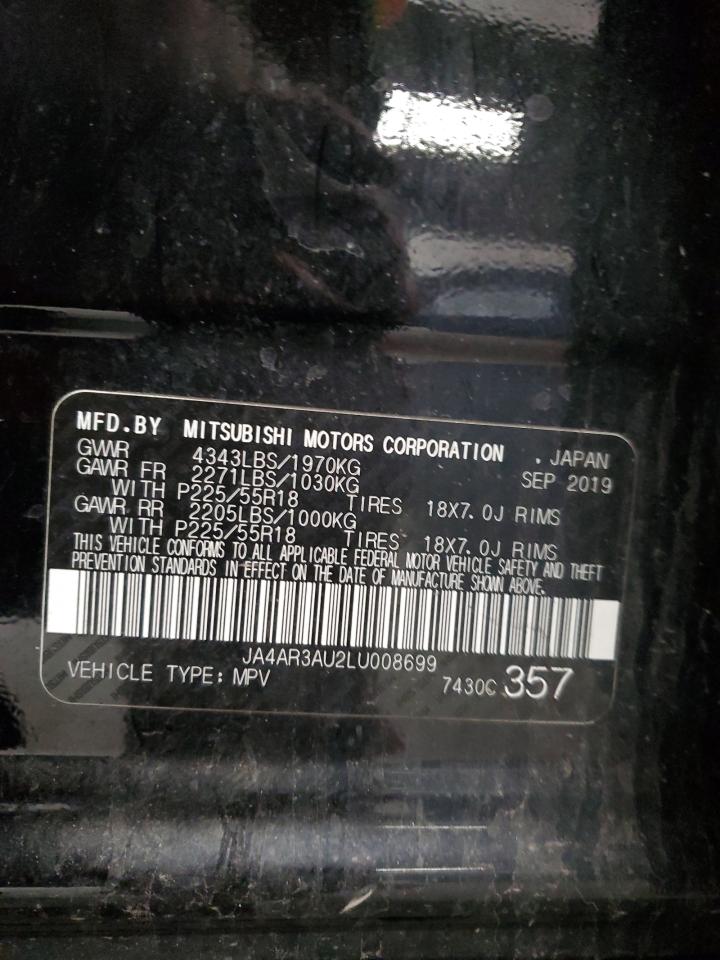 MFD.BY MITSUBISHI MOTORS CORPORATION . JAPAN
GVWR 4343LBS/1970KG SEP 2019
GAWR FR 2271LBS/1030KG
WITH P225/55R18 TIRES 18X7.0J RIMS
GAWR RR 2205LBS/1000KG
WITH P225/55R18 TIRES 18X7.0J RIMS
THIS VEHICLE CONFORMS TO ALL APPLICABLE FEDERAL MOTOR VEHICLE SAFETY AND THEFT
PREVENTION STANDARDS IN EFFECT ON THE DATE OF MANUFACTURE SHOWN ABOVE.
JA4AR3AU2LU008699
VEHICLE TYPE: MPV 7430C 357